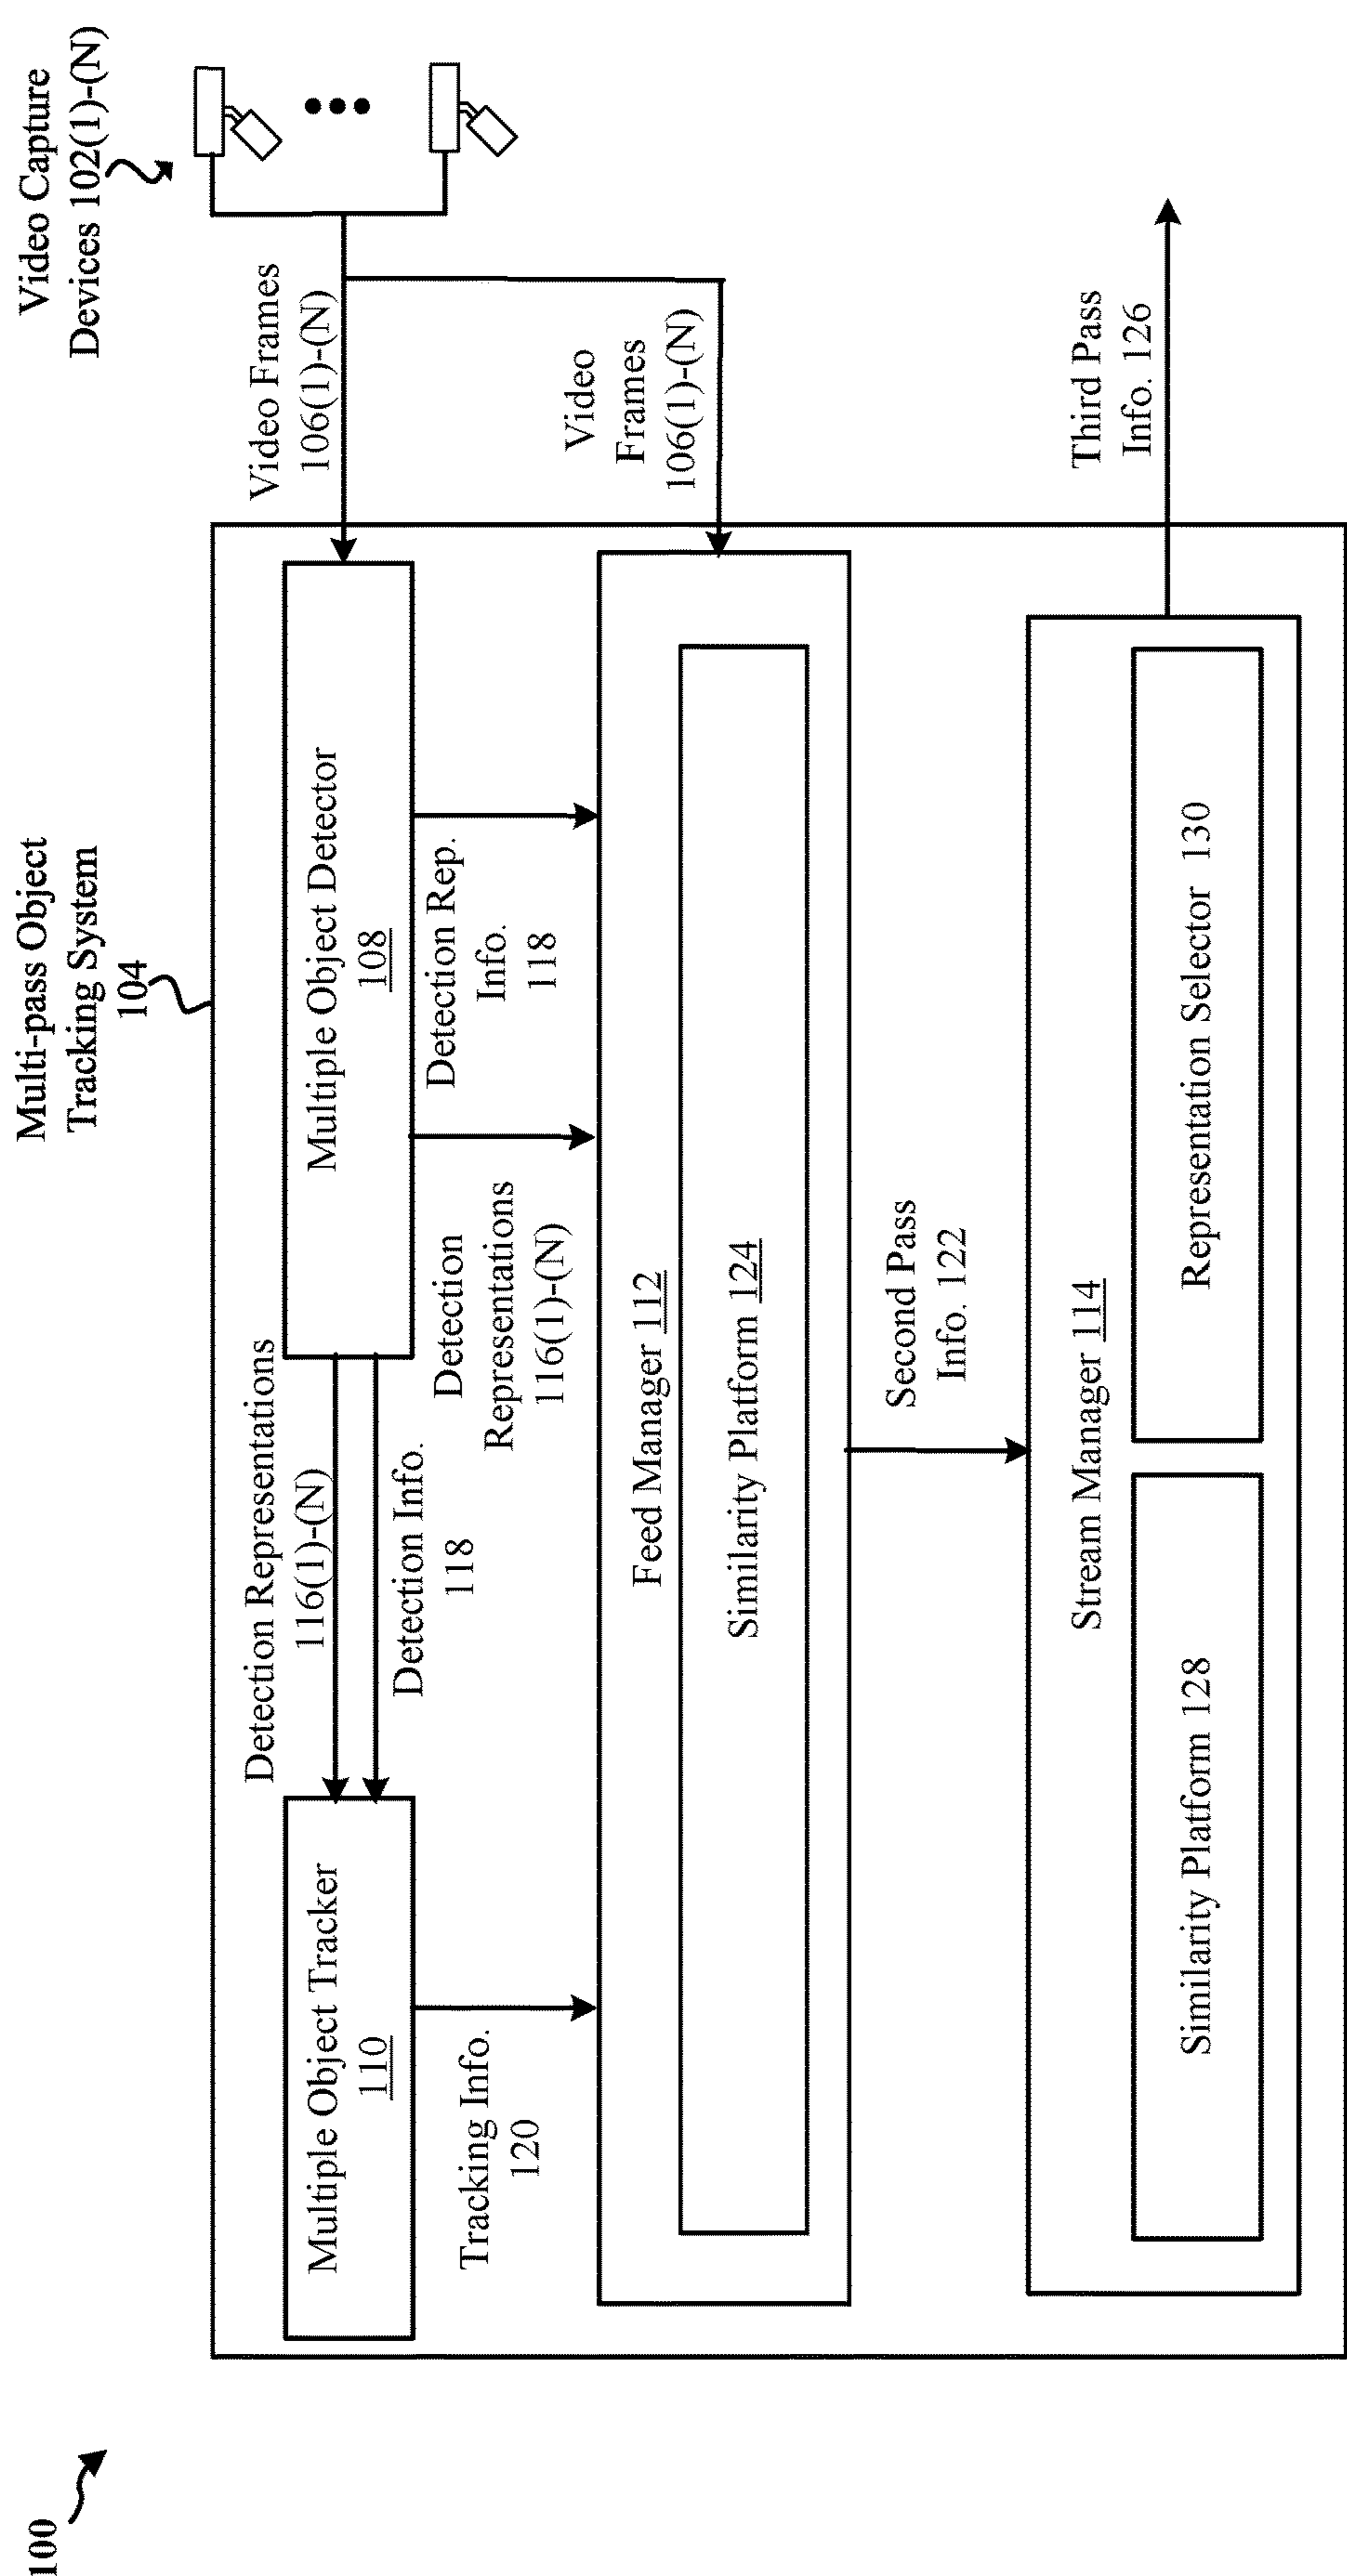 100
Multi-pass Object
Tracking System
104
Video Capture
Devices 102(1)-(N)
Multiple Object Tracker
110
Detection Representations
116(1)-(N)
Detection Info.
118
Multiple Object Detector
108
Video Frames
106(1)-(N)
Tracking Info.
120
Detection
Representations
116(1)-(N)
Detection Rep.
Info.
118
Video
Frames
106(1)-(N)
Feed Manager 112
Similarity Platform 124
Second Pass
Info. 122
Stream Manager 114
Similarity Platform 128
Representation Selector 130
Third Pass
Info. 126